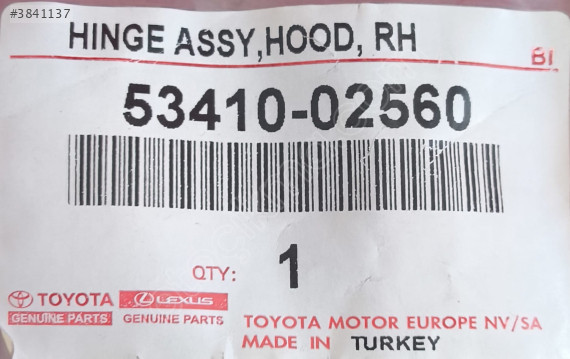 #3841137
HINGE ASSY,HOOD, RH
BI
53410-02560
QTY: 1
TOYOTA LEXUS
GENUINE PARTS GENUINE PARTS
TOYOTA MOTOR EUROPE NV/SA
MADE IN TURKEY